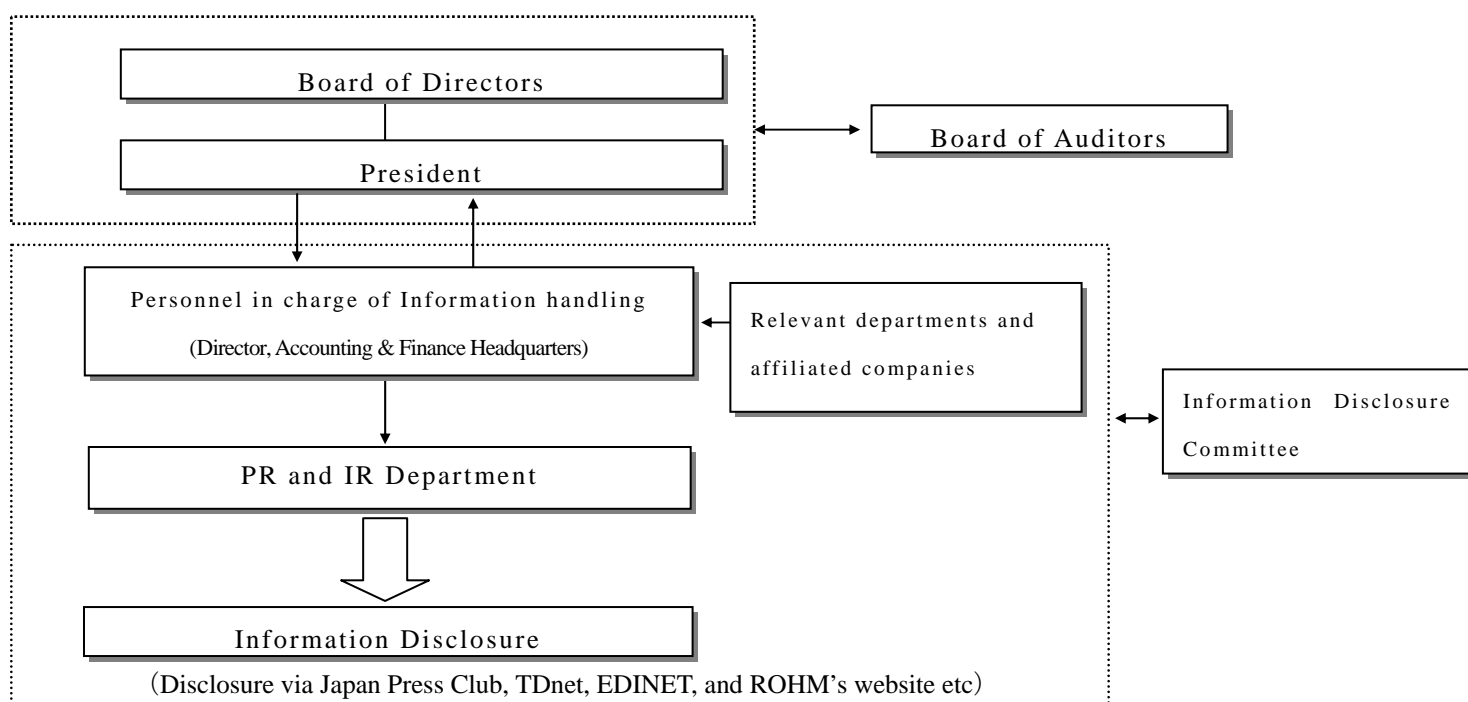 Board of Directors
Board of Auditors
President
Personnel in charge of Information handling
(Director, Accounting & Finance Headquarters)
Relevant departments and
affiliated companies
Information Disclosure
Committee
PR and IR Department
Information Disclosure
（Disclosure via Japan Press Club, TDnet, EDINET, and ROHM's website etc）